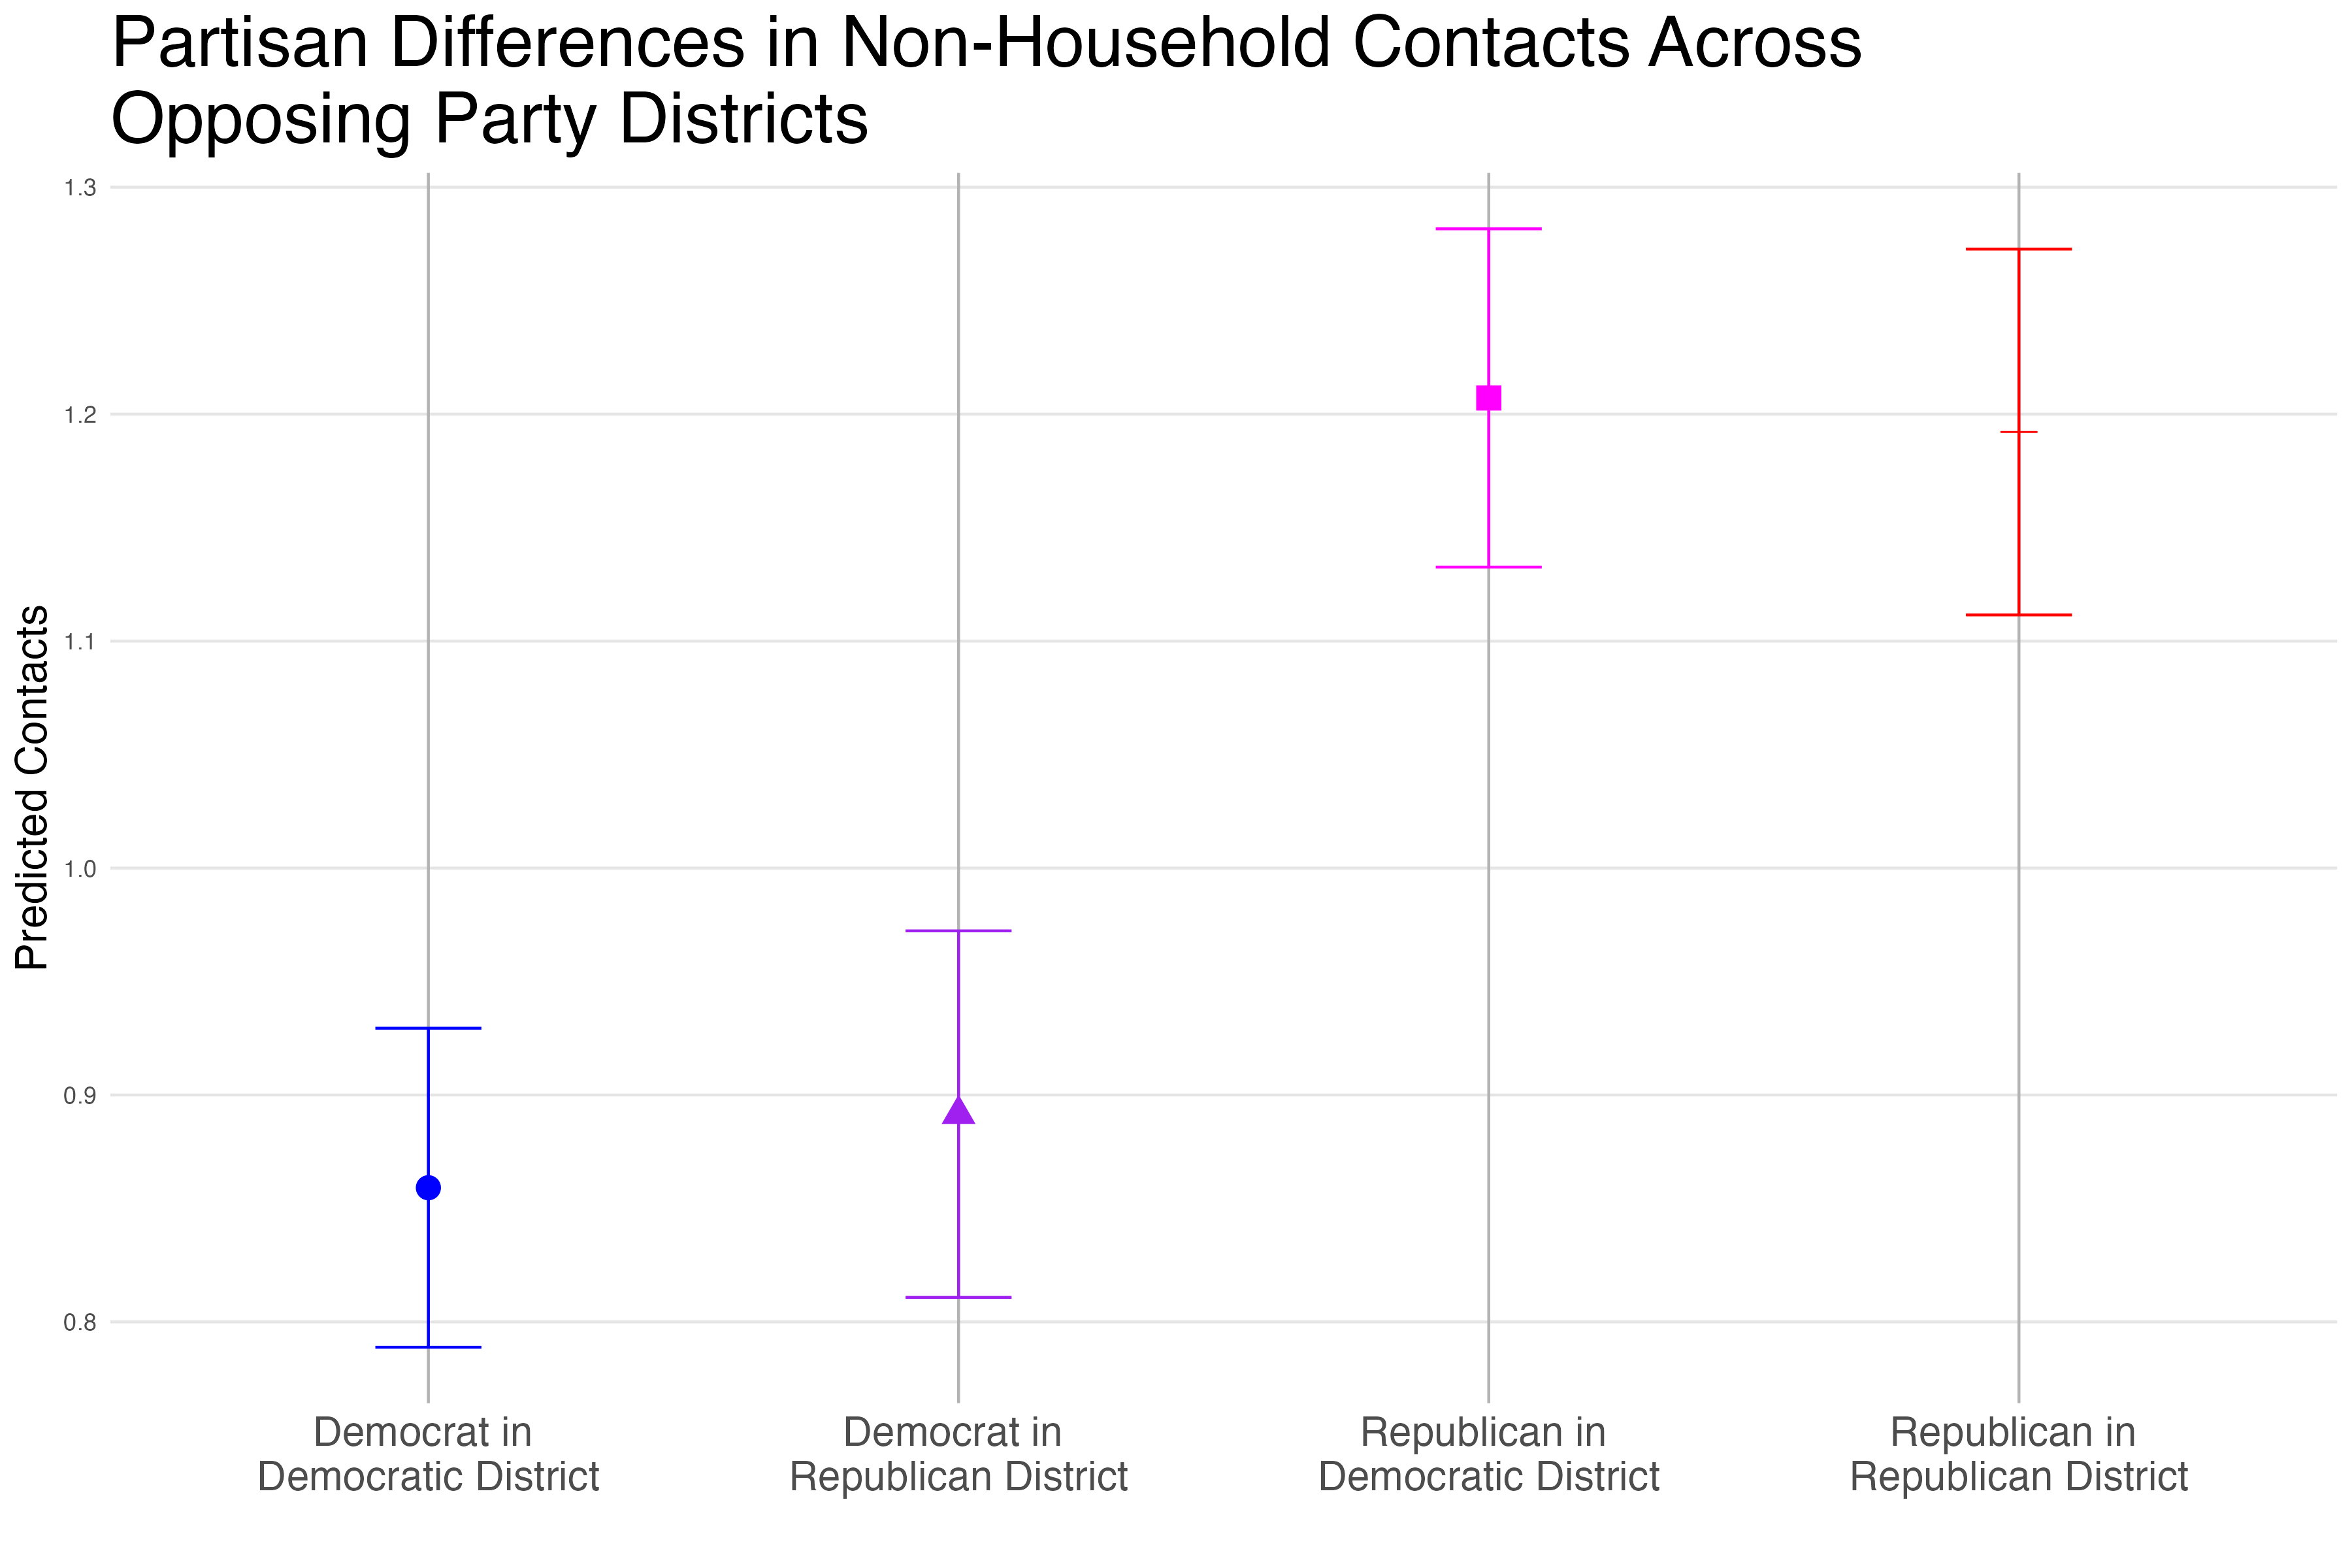 Partisan Differences in Non-Household Contacts Across
Opposing Party Districts
Predicted Contacts
1.3
1.2
1.1
1.0
0.9
0.8
Democrat in
Democratic District
Democrat in
Republican District
Republican in
Democratic District
Republican in
Republican District